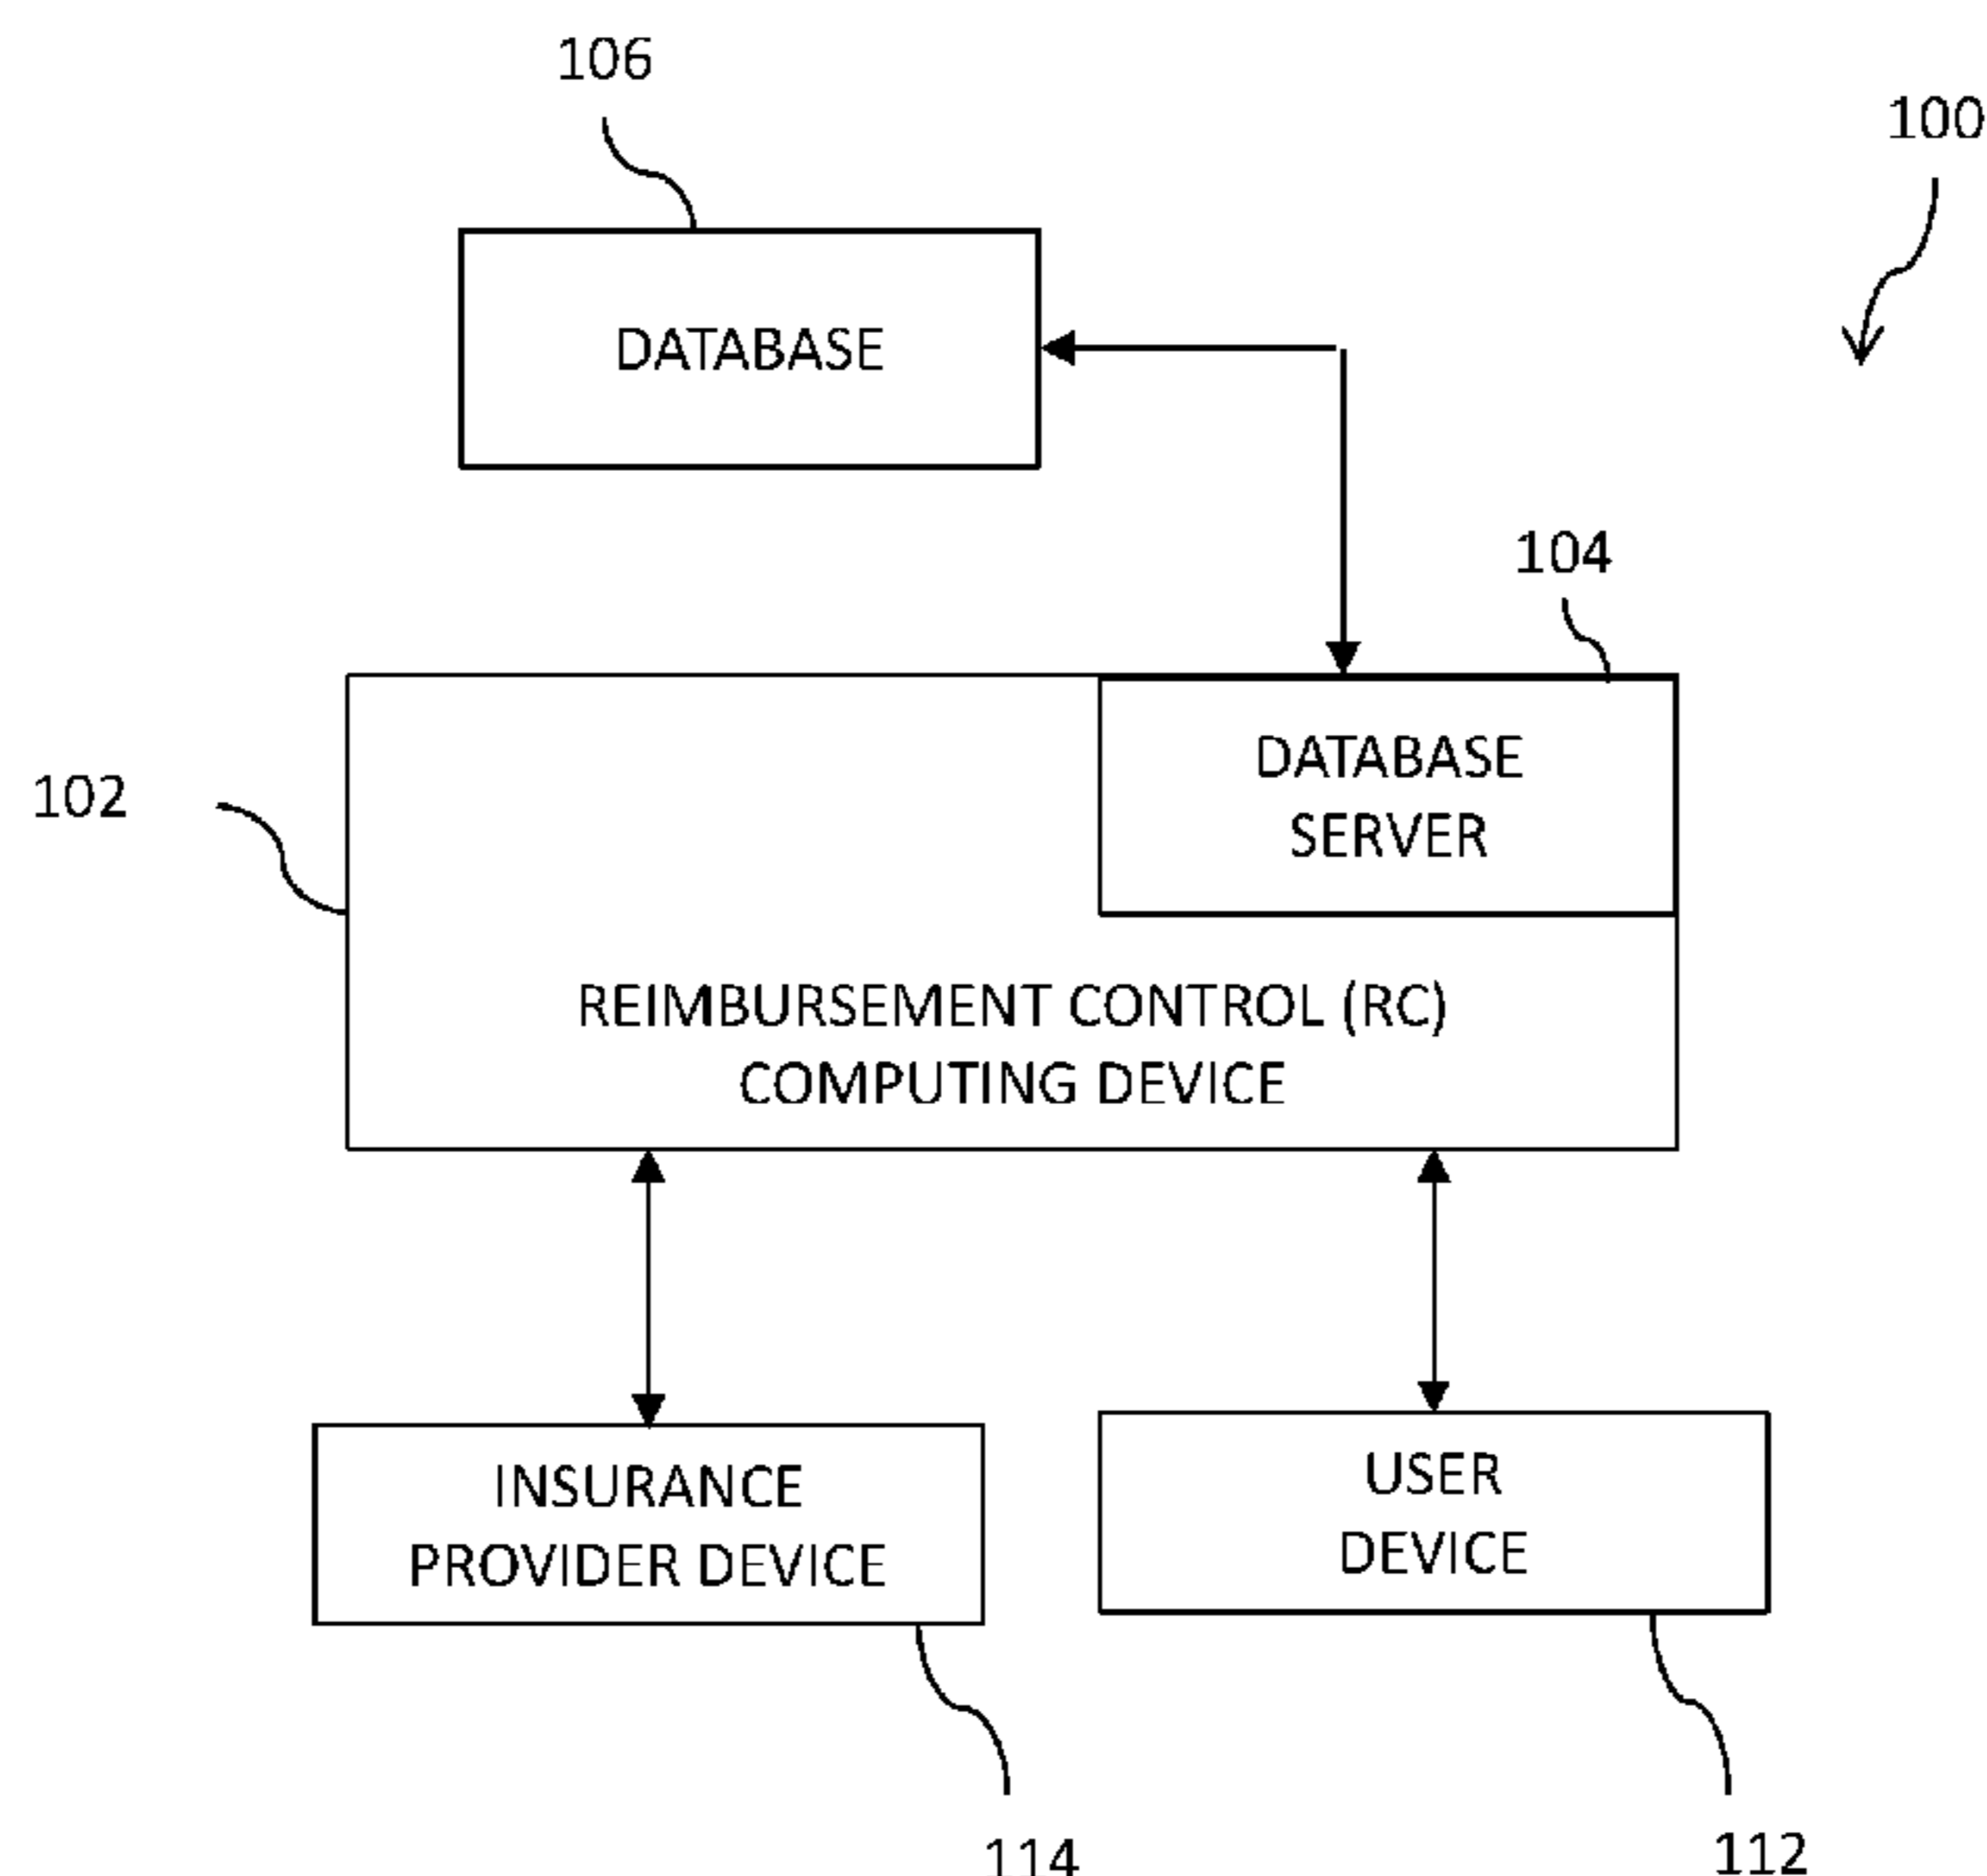 106
100
DATABASE
104
DATABASE
SERVER
102
REIMBURSEMENT CONTROL (RC)
COMPUTING DEVICE
INSURANCE
PROVIDER DEVICE
USER
DEVICE
114
112